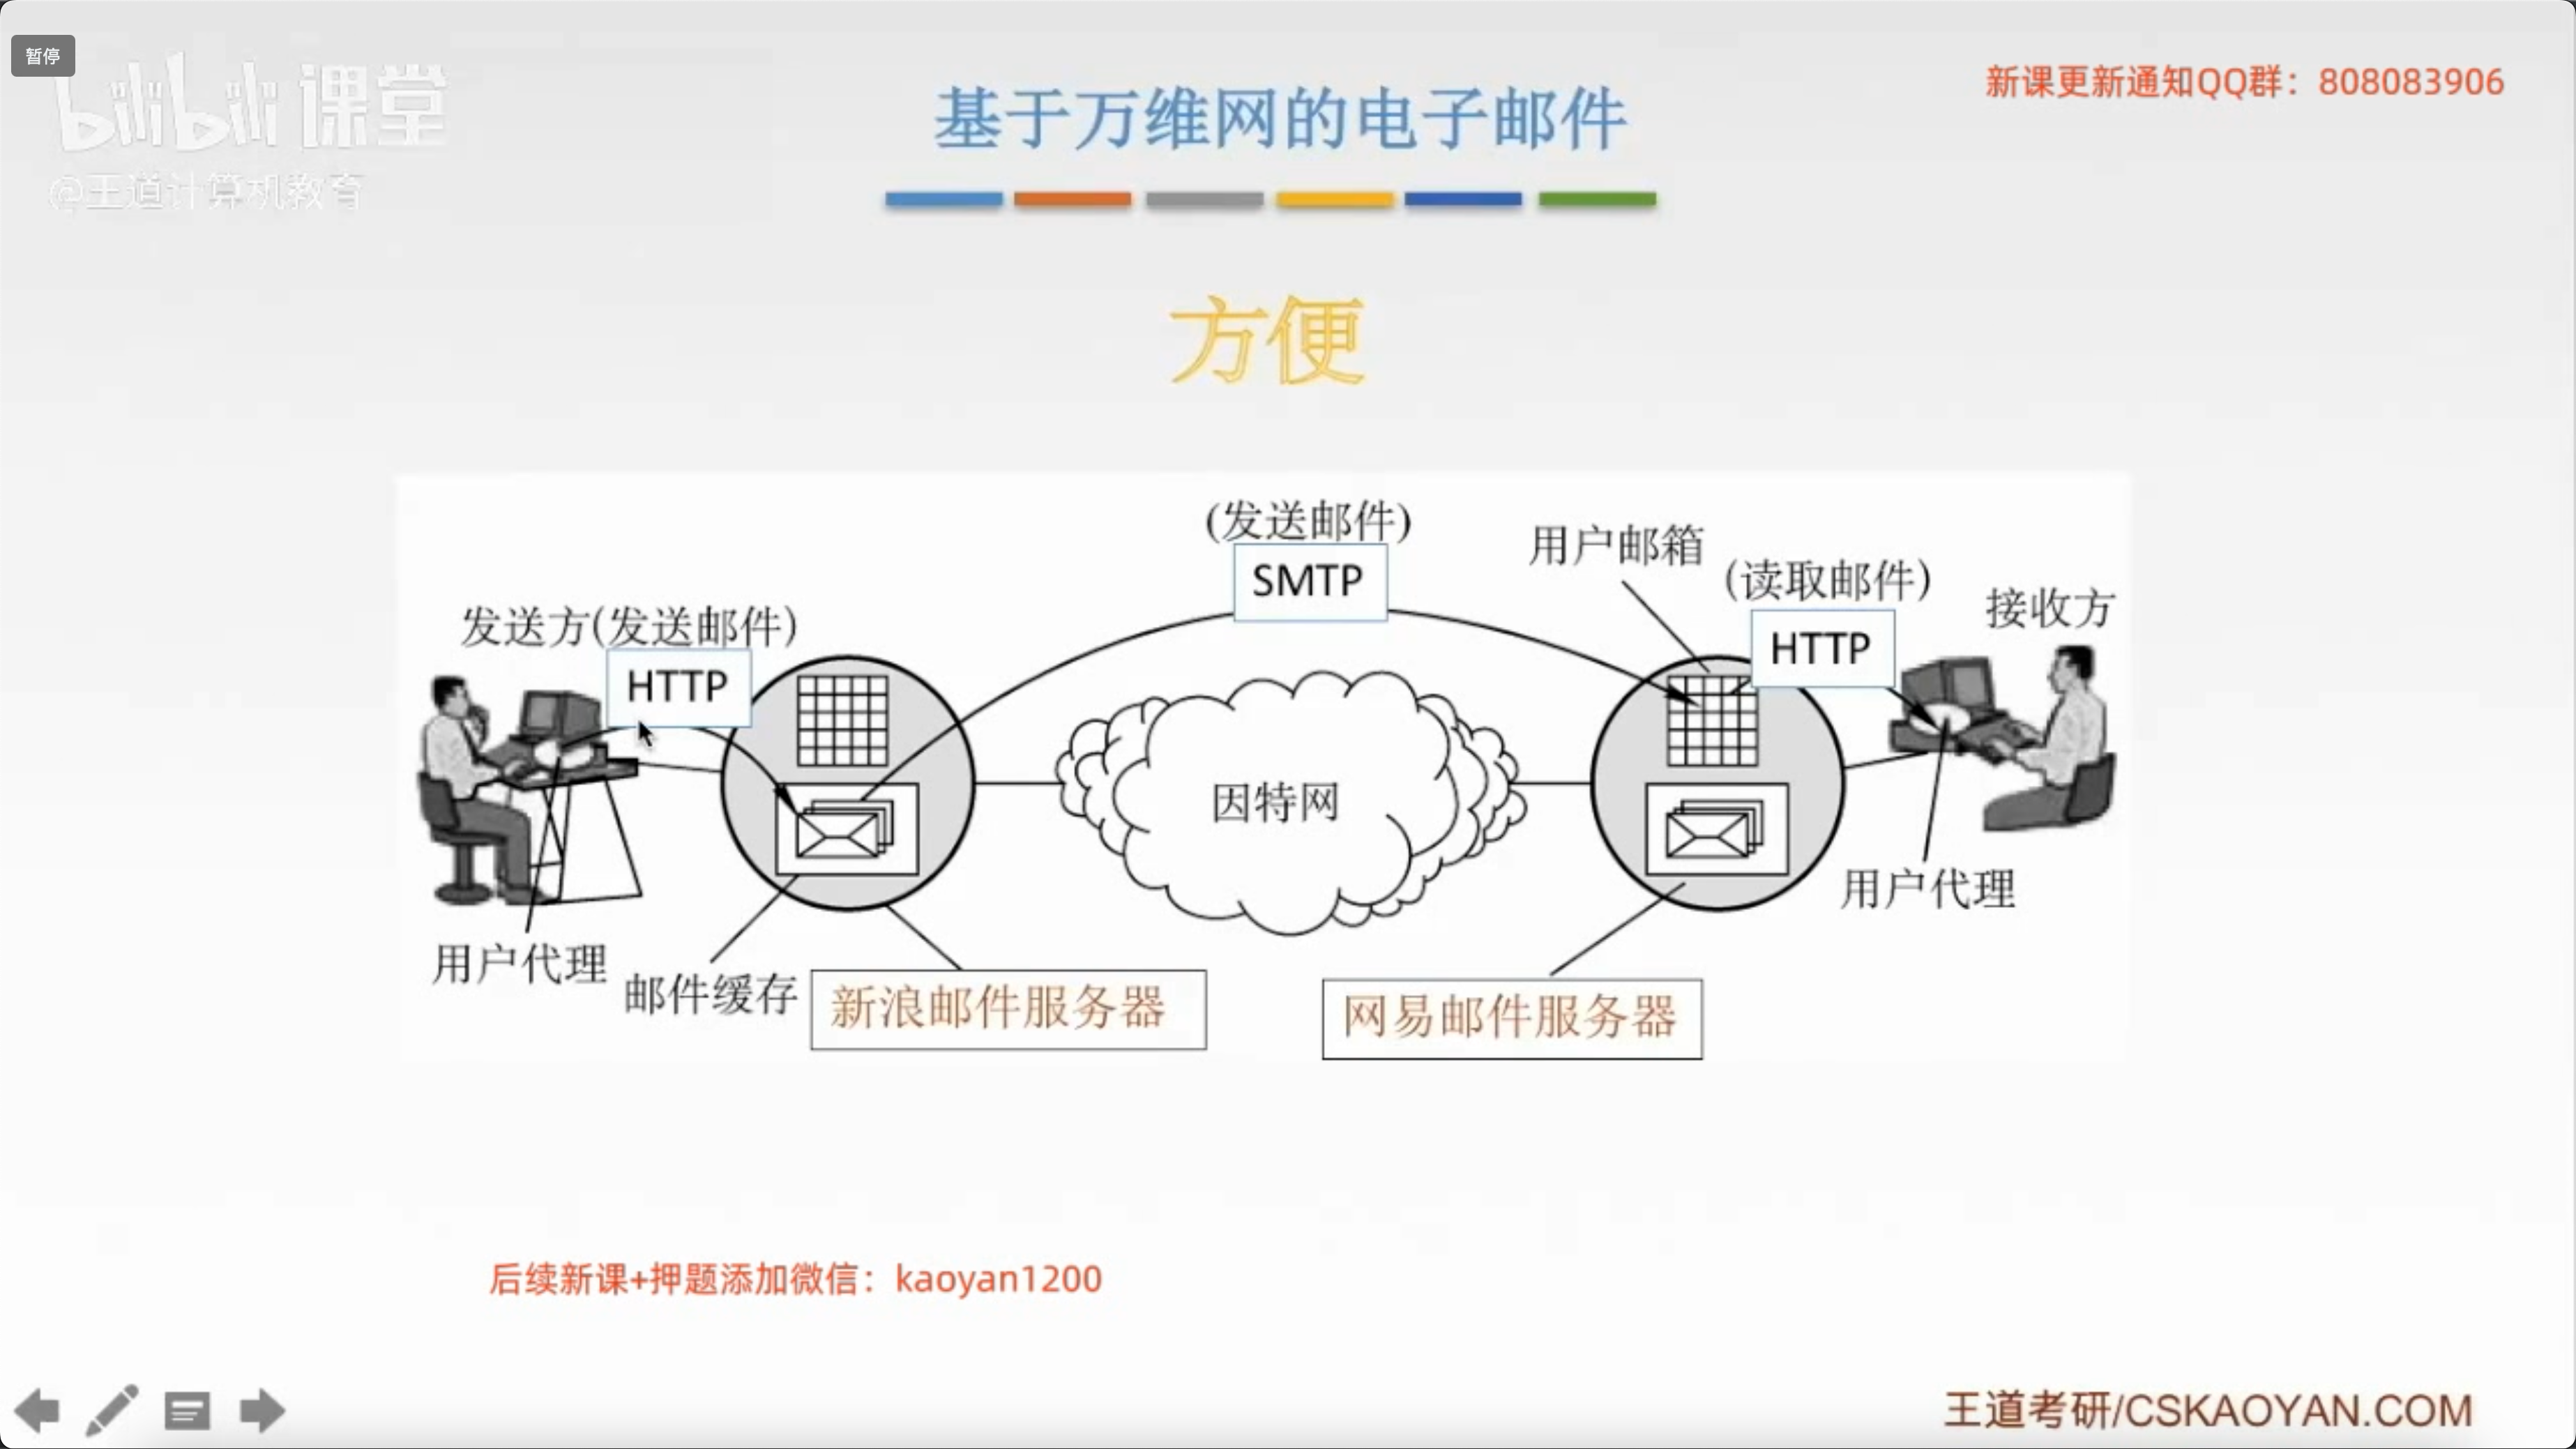 暂停
bilibili 课堂
@王道计算机教育
新课更新通知QQ群：808083906
基于万维网的电子邮件
方便
(发送邮件)
SMTP
用户邮箱
(读取邮件)
HTTP
接收方
发送方(发送邮件)
HTTP
因特网
用户代理
用户代理
邮件缓存
新浪邮件服务器
网易邮件服务器
后续新课+押题添加微信：kaoyan1200
王道考研/CSKAOYAN.COM